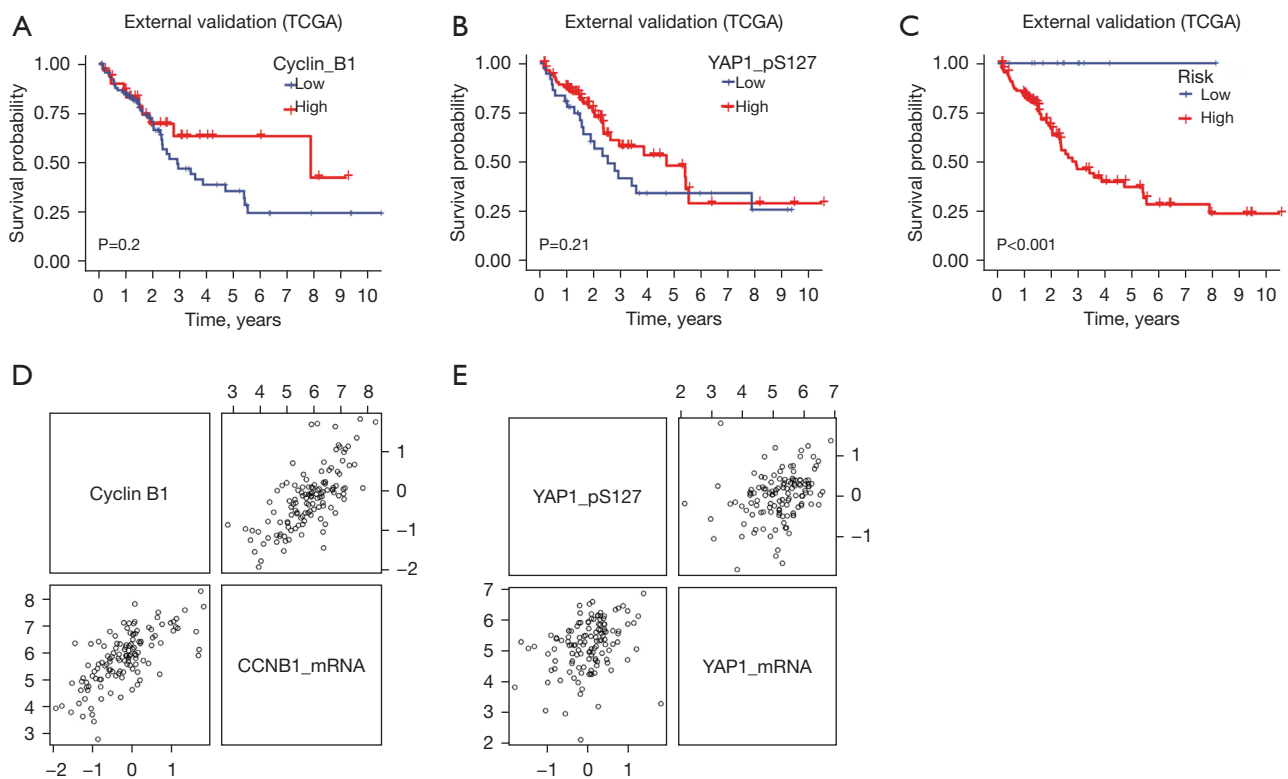 A
External validation (TCGA)
Survival probability
1.00
0.75
0.50
0.25
0.00
Cyclin_B1
Low
High
P=0.2
0 1 2 3 4 5 6 7 8 9 10
Time, years
B
External validation (TCGA)
Survival probability
1.00
0.75
0.50
0.25
0.00
YAP1_pS127
Low
High
P=0.21
0 1 2 3 4 5 6 7 8 9 10
Time, years
C
External validation (TCGA)
Survival probability
1.00
0.75
0.50
0.25
0.00
Risk
Low
High
P<0.001
0 1 2 3 4 5 6 7 8 9 10
Time, years
D
3 4 5 6 7 8
Cyclin B1
1
0
−1
−2
8
7
6
5
4
3
CCNB1_mRNA
−2 −1 0 1
E
2 3 4 5 6 7
YAP1_pS127
1
0
−1
7
6
5
4
3
2
YAP1_mRNA
−1 0 1